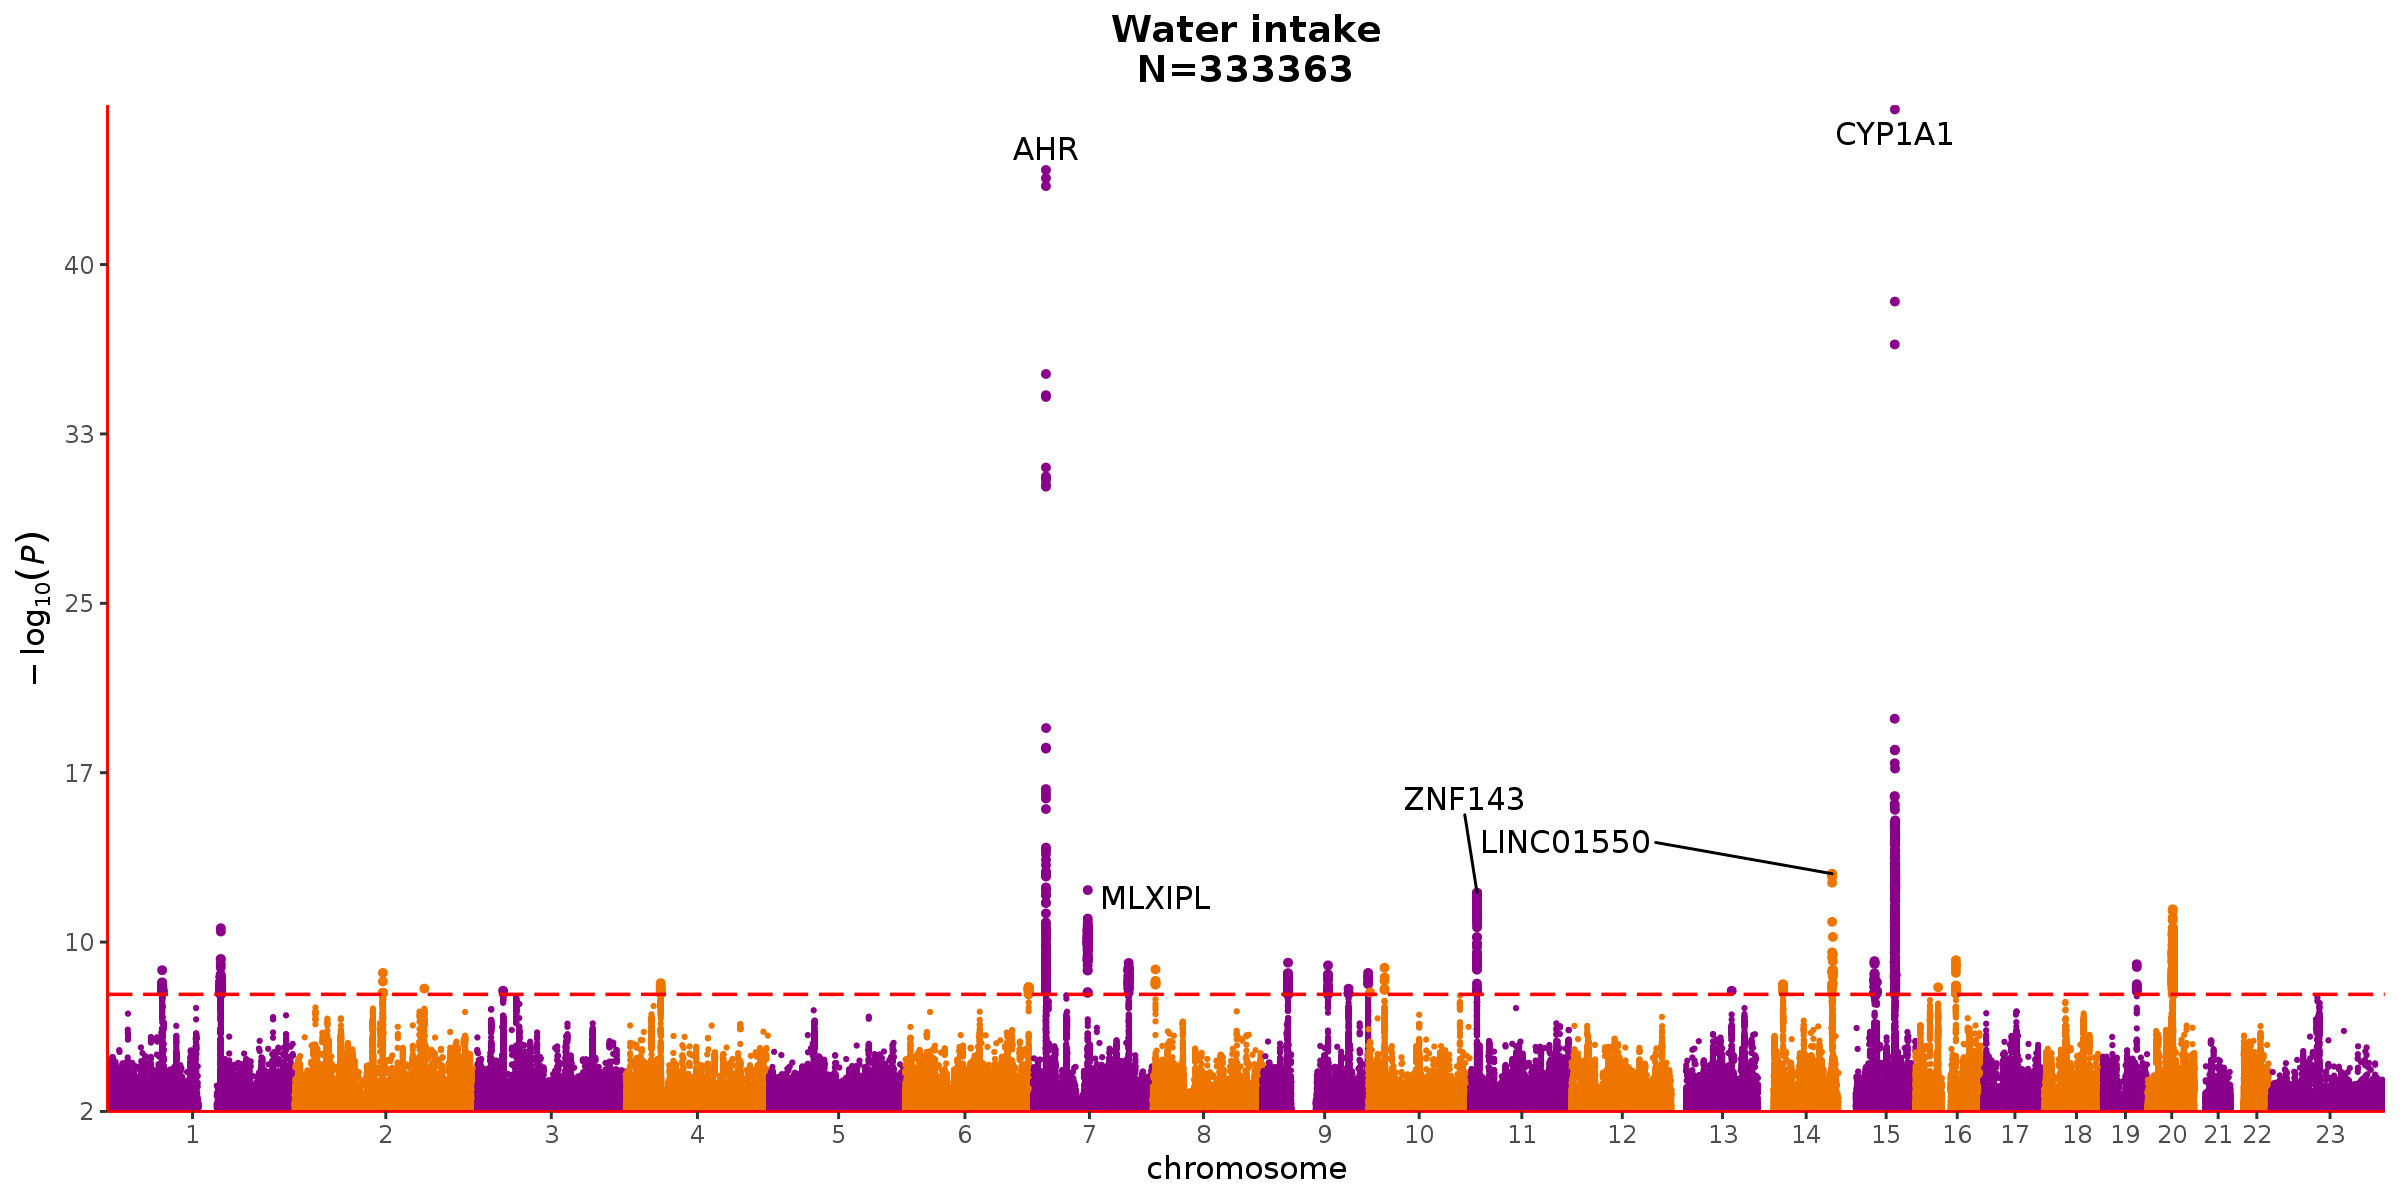 Water intake
N=333363
AHR
CYP1A1
40
33
25
17
10
2
−log10(P)
ZNF143
LINC01550
MLXIPL
1 2 3 4 5 6 7 8 9 10 11 12 13 14 15 16 17 18 19 20 21 22 23
chromosome